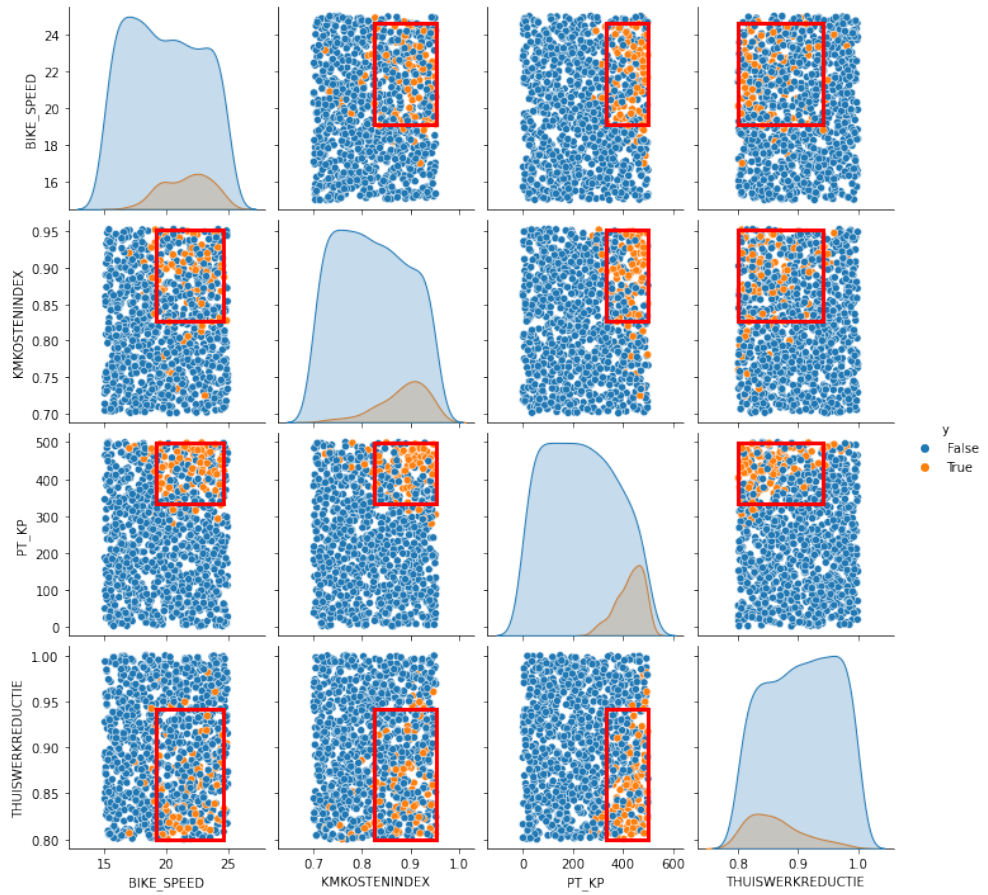 BIKE_SPEED
24
22
20
18
16
KMKOSTENINDEX
0.95
0.90
0.85
0.80
0.75
0.70
PT_KP
500
400
300
200
100
0
y
False
True
THUISWERKREDUCTIE
1.00
0.95
0.90
0.85
0.80
15 20 25 0.7 0.8 0.9 1.0 0 200 400 600 0.8 0.9 1.0
BIKE_SPEED KMKOSTENINDEX PT_KP THUISWERKREDUCTIE